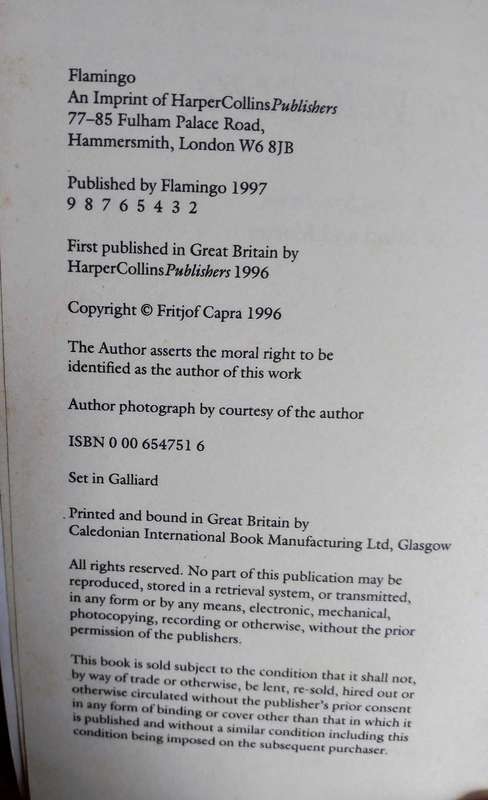 Flamingo
An Imprint of HarperCollinsPublishers
77–85 Fulham Palace Road,
Hammersmith, London W6 8JB
Published by Flamingo 1997
9 8 7 6 5 4 3 2
First published in Great Britain by
HarperCollinsPublishers 1996
Copyright © Fritjof Capra 1996
The Author asserts the moral right to be
identified as the author of this work
Author photograph by courtesy of the author
ISBN 0 00 654751 6
Set in Galliard
Printed and bound in Great Britain by
Caledonian International Book Manufacturing Ltd, Glasgow
All rights reserved. No part of this publication may be
reproduced, stored in a retrieval system, or transmitted,
in any form or by any means, electronic, mechanical,
photocopying, recording or otherwise, without the prior
permission of the publishers.
This book is sold subject to the condition that it shall not,
by way of trade or otherwise, be lent, re-sold, hired out or
otherwise circulated without the publisher's prior consent
in any form of binding or cover other than that in which it
is published and without a similar condition including this
condition being imposed on the subsequent purchaser.